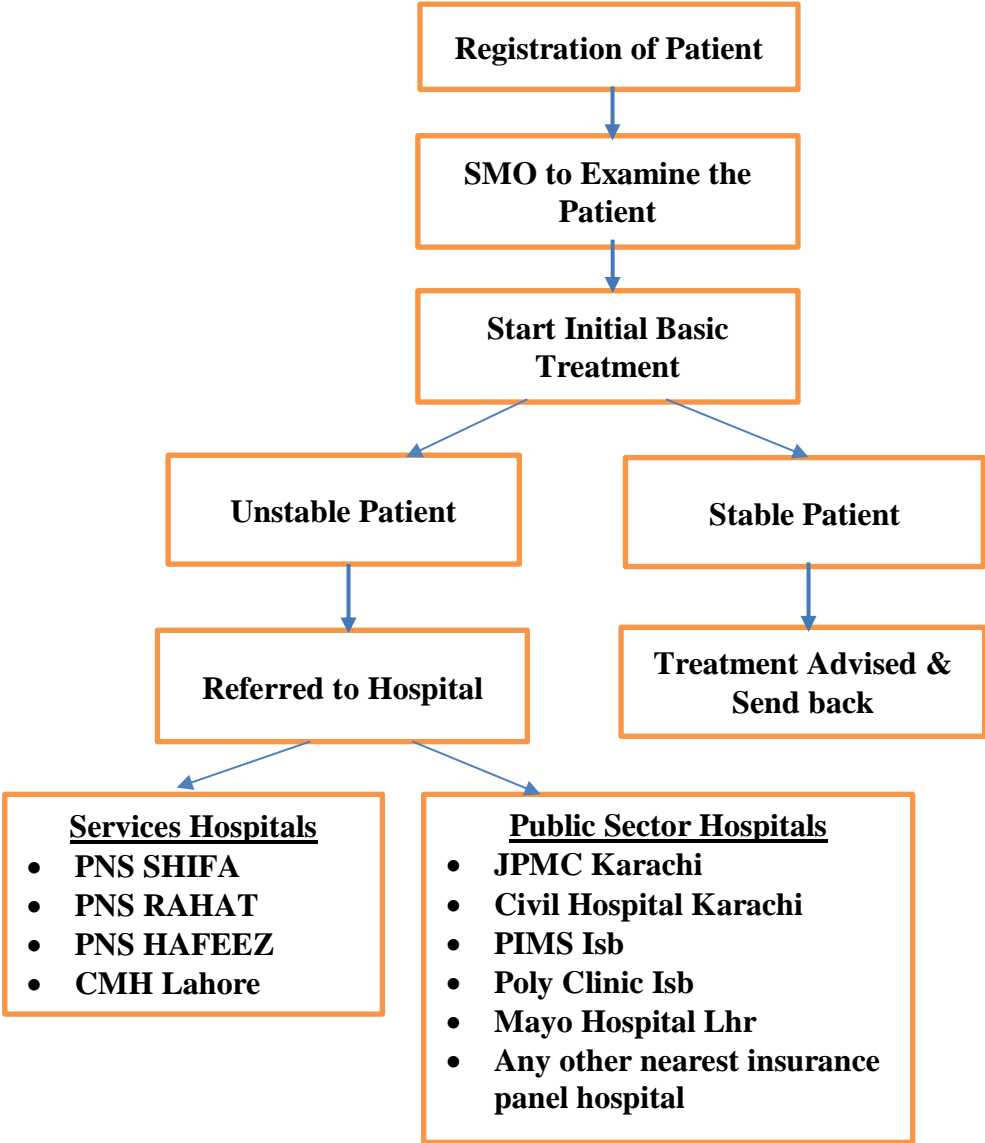 Registration of Patient
SMO to Examine the
Patient
Start Initial Basic
Treatment
Unstable Patient
Stable Patient
Referred to Hospital
Treatment Advised &
Send back
Services Hospitals
• PNS SHIFA
• PNS RAHAT
• PNS HAFEEZ
• CMH Lahore
Public Sector Hospitals
• JPMC Karachi
• Civil Hospital Karachi
• PIMS Isb
• Poly Clinic Isb
• Mayo Hospital Lhr
• Any other nearest insurance
panel hospital